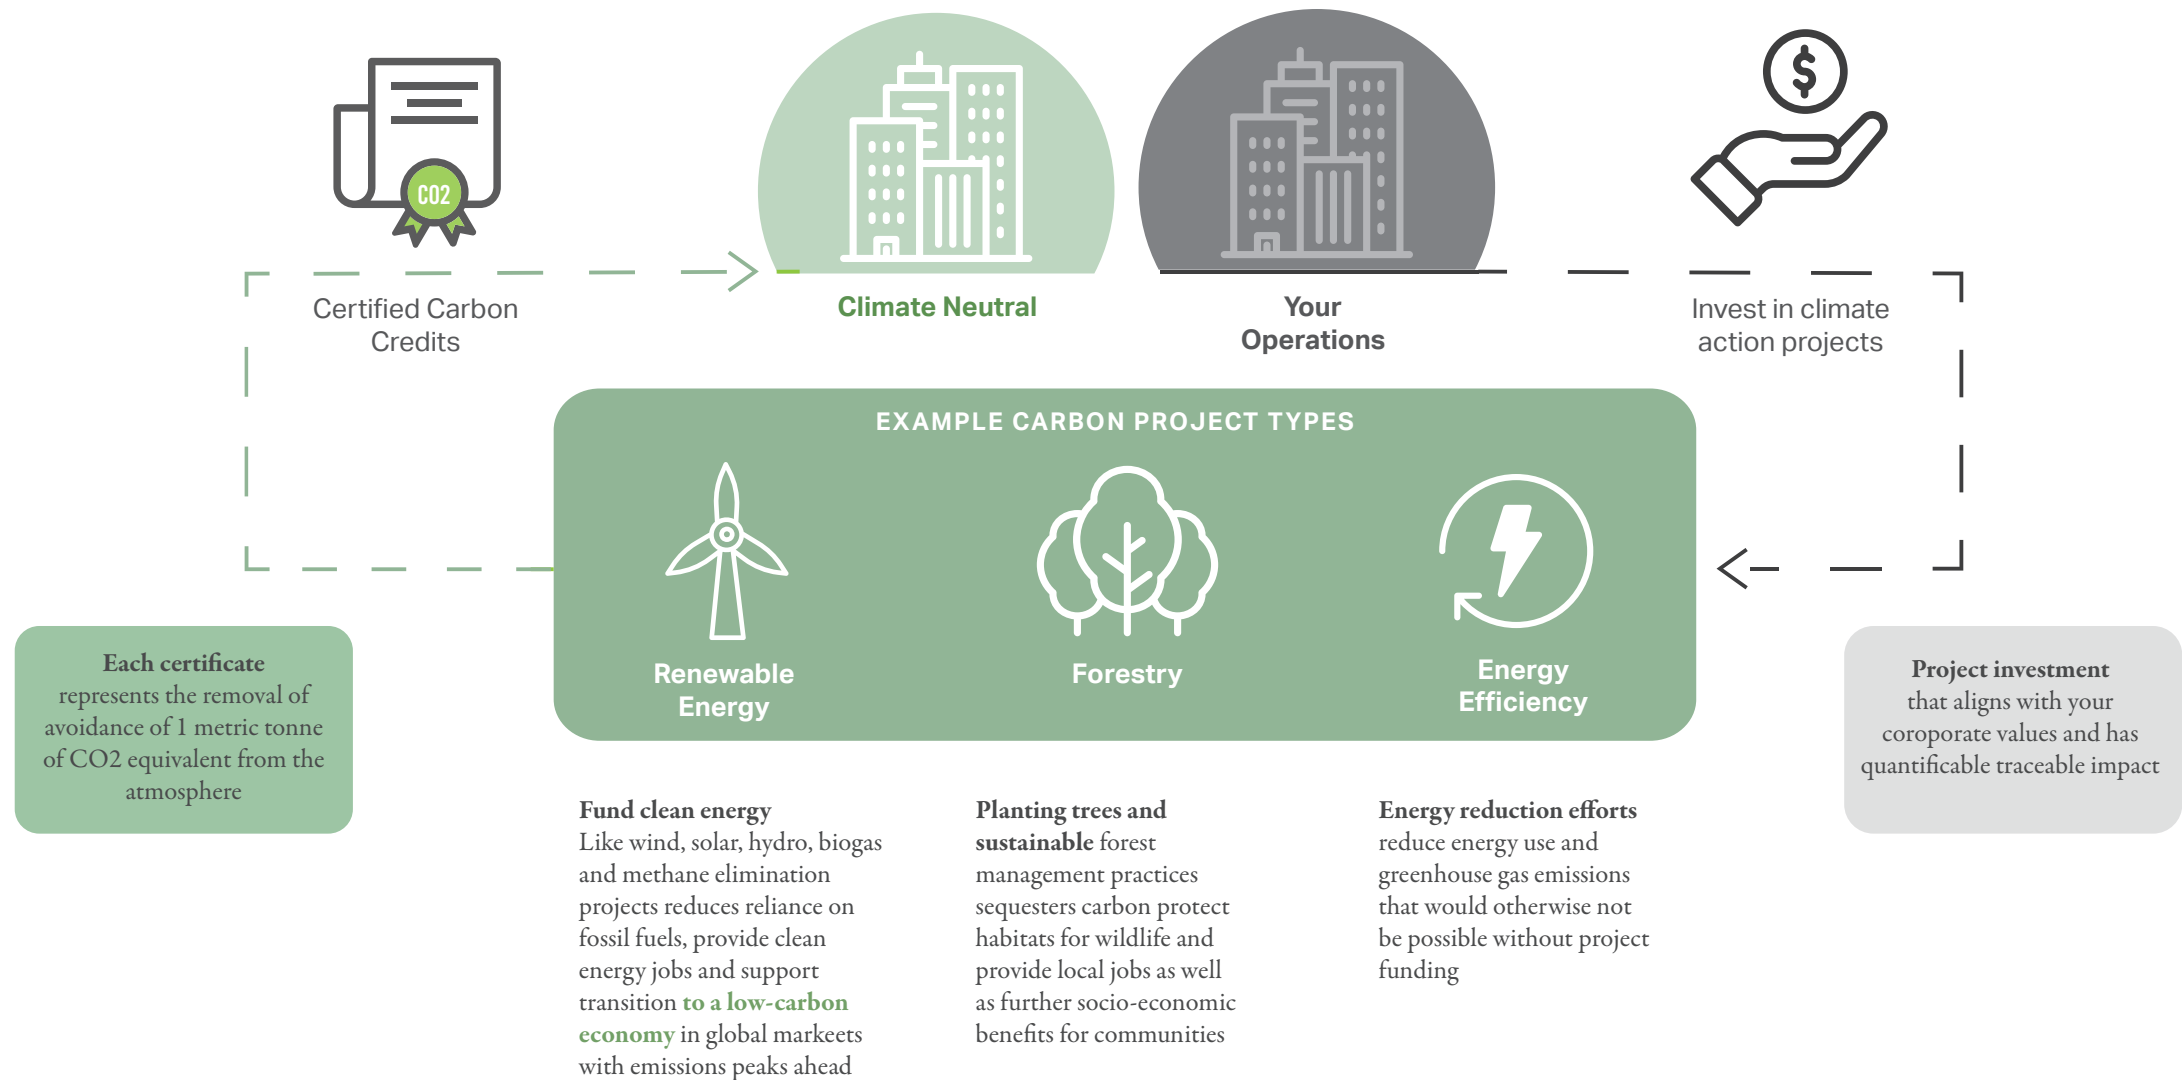 CO2
$
Certified Carbon
Credits
Climate Neutral
Your
Operations
Invest in climate
action projects
EXAMPLE CARBON PROJECT TYPES
Renewable
Energy
Forestry
Energy
Efficiency
Each certificate
represents the removal of
avoidance of 1 metric tonne
of CO2 equivalent from the
atmosphere
Project investment
that aligns with your
coroporate values and has
quantificable traceable impact
Fund clean energy
Like wind, solar, hydro, biogas
and methane elimination
projects reduces reliance on
fossil fuels, provide clean
energy jobs and support
transition to a low-carbon
economy in global markeets
with emissions peaks ahead
Planting trees and
sustainable forest
management practices
sequesters carbon protect
habitats for wildlife and
provide local jobs as well
as further socio-economic
benefits for communities
Energy reduction efforts
reduce energy use and
greenhouse gas emissions
that would otherwise not
be possible without project
funding